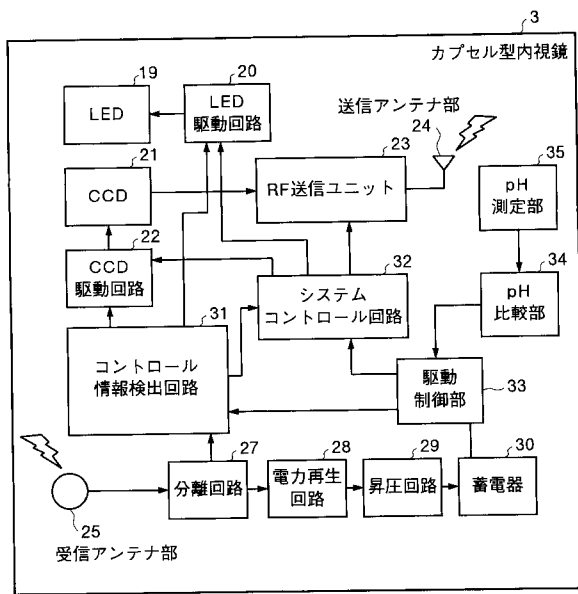 3
カプセル型内視鏡
19
LED
20
LED
駆動回路
送信アンテナ部
24
21
CCD
23
RF送信ユニット
35
pH
測定部
22
CCD
駆動回路
32
システム
コントロール回路
34
pH
比較部
31
コントロール
情報検出回路
駆動
制御部
33
27
分離回路
28
電力再生
回路
29
昇圧回路
30
蓄電器
25
受信アンテナ部